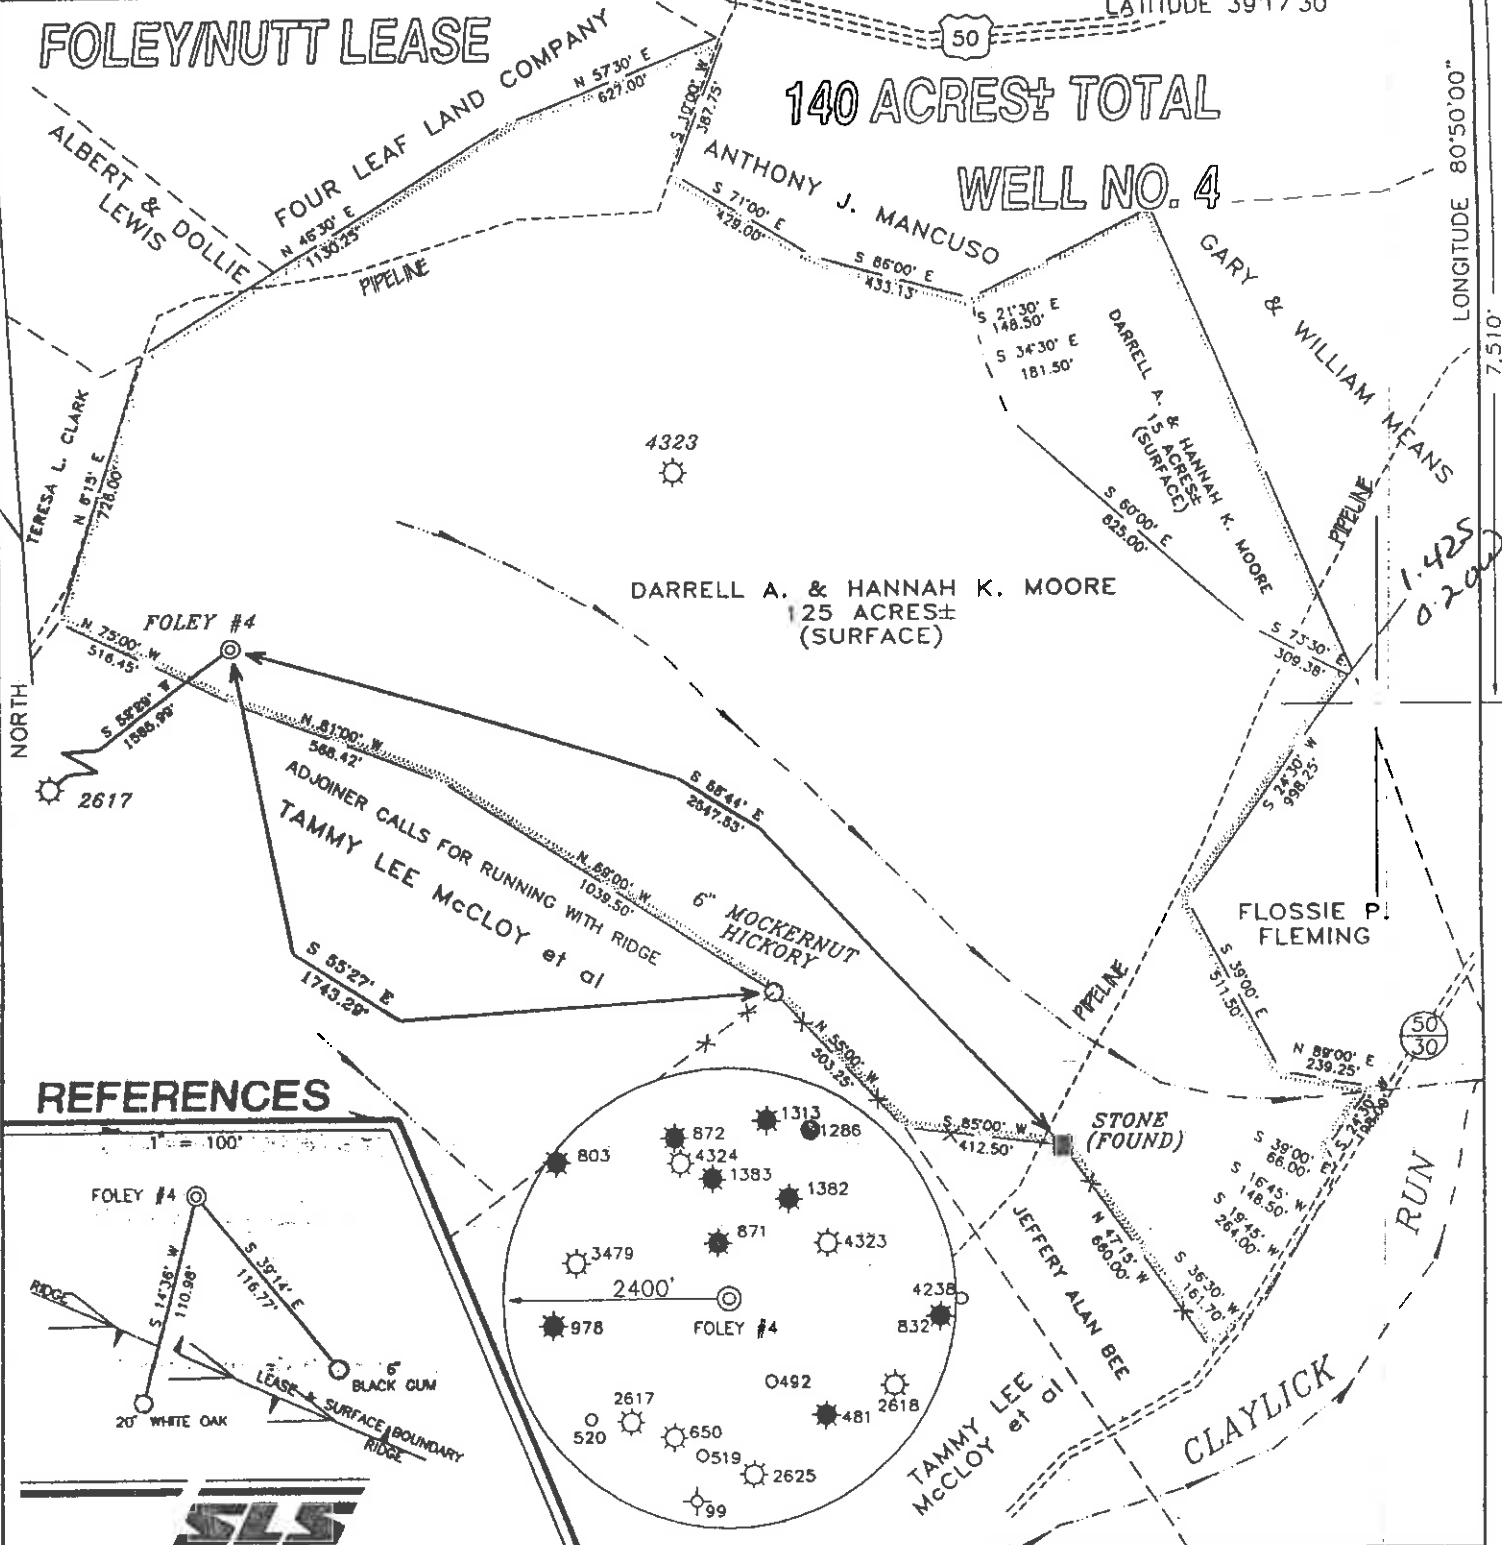 LATITUDE 39°17'30"
FOLEY/NUTT LEASE
50
140 ACRES± TOTAL
WELL NO. 4
LONGITUDE 80°50'00"
7,510'
ALBERT & DOLLIE
LEWIS
FOUR LEAF LAND COMPANY
N 57°30' E
627.00'
S 10°00' W
387.75'
N 46°30' E
1130.25'
PIPELINE
ANTHONY J. MANCUSO
S 71°00' E
429.00'
S 86°00' E
433.13'
S 21°30' E
148.50'
S 34°30' E
181.50'
GARY & WILLIAM MEANS
DARRELL A. & HANNAH K. MOORE
15 ACRES±
(SURFACE)
TERESA L. CLARK
N 6°15' E
726.00'
4323
S 60°00' E
825.00'
PIPELINE
1.425
DARRELL A. & HANNAH K. MOORE
125 ACRES±
(SURFACE)
FOLEY #4
N 75°00' W
516.45'
S 73°30' E
309.38'
S 52°29' W
NORTH
2617
N 81°00' W
568.42'
ADJOINER CALLS FOR RUNNING WITH RIDGE
TAMMY LEE McCLOY et al
S 58°44' E
2647.53'
S 24°30' W
998.25'
N 69°00' W
1039.50'
6" MOCKERNUT
HICKORY
FLOSSIE P.
FLEMING
S 39°00' E
511.50'
S 55°27' E
1743.29'
PIPELINE
N 55°00' W
503.25'
50
30
N 89°00' E
239.25'
S 24°30' W
198.00'
REFERENCES
1" = 100'
S 85°00' W
412.50'
STONE
(FOUND)
S 39°00' E
66.00'
S 16°45' W
148.50'
S 19°45' W
264.00'
S 36°30' W
161.70'
N 47°15' W
660.00'
RUN
CLAYLICK
JEFFERY ALAN BEE
TAMMY LEE
McCLOY et al
1313
1286
872
803
4324
1383
1382
871
4323
3479
2400'
4238
978
FOLEY #4
832
492
2618
2617
481
520
650
519
2625
99
FOLEY #4
S 14°36' W
110.98'
S 39°14' E
116.77'
RIDGE
6"
BLACK GUM
20" WHITE OAK
LEASE & SURFACE BOUNDARY
RIDGE
SLS